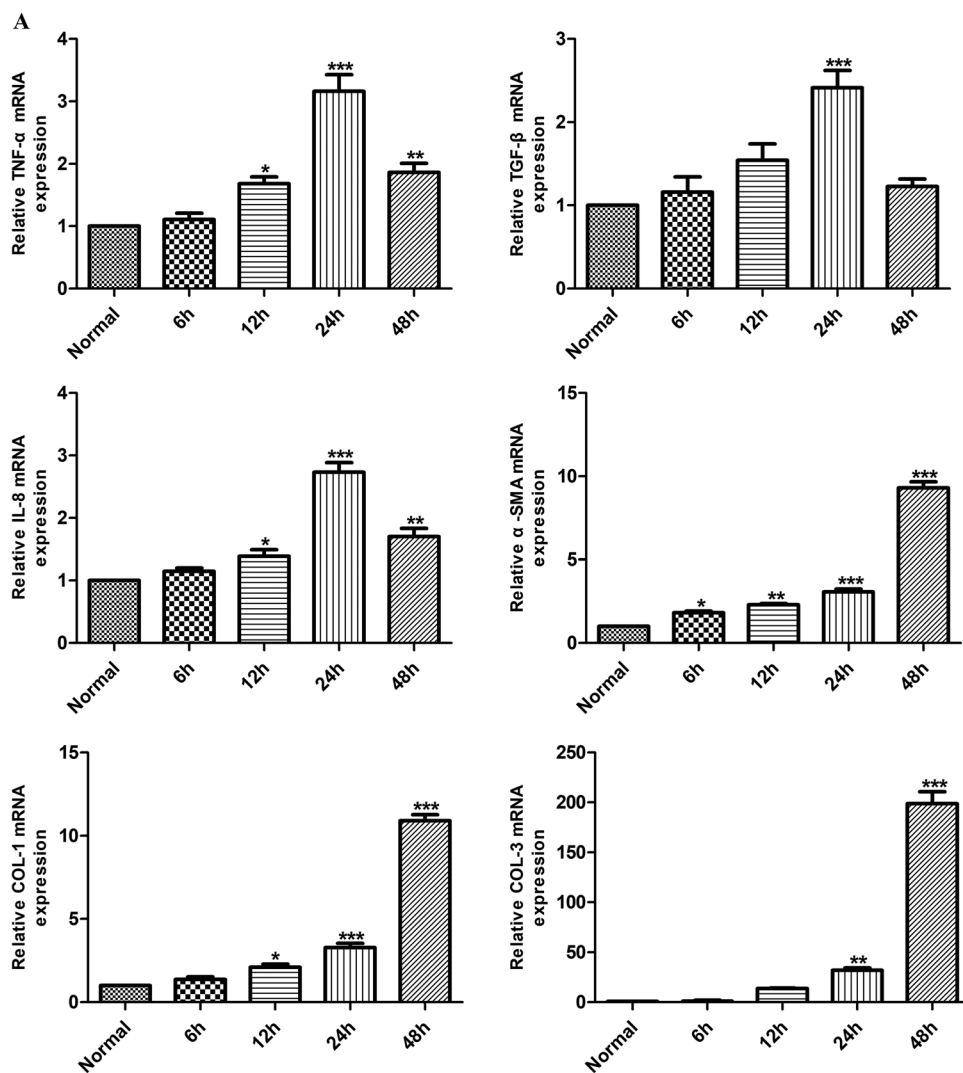 A
Relative TNF-α mRNA
expression
4
3
2
1
0
*
***
**
Normal
6h
12h
24h
48h
Relative TGF-β mRNA
expression
3
2
1
0
***
Normal
6h
12h
24h
48h
Relative IL-8 mRNA
expression
4
3
2
1
0
*
***
**
Normal
6h
12h
24h
48h
Relative α -SMA mRNA
expression
15
10
5
0
*
**
***
***
Normal
6h
12h
24h
48h
Relative COL-1 mRNA
expression
15
10
5
0
*
***
***
Normal
6h
12h
24h
48h
Relative COL-3 mRNA
expression
250
200
150
100
50
0
**
***
Normal
6h
12h
24h
48h